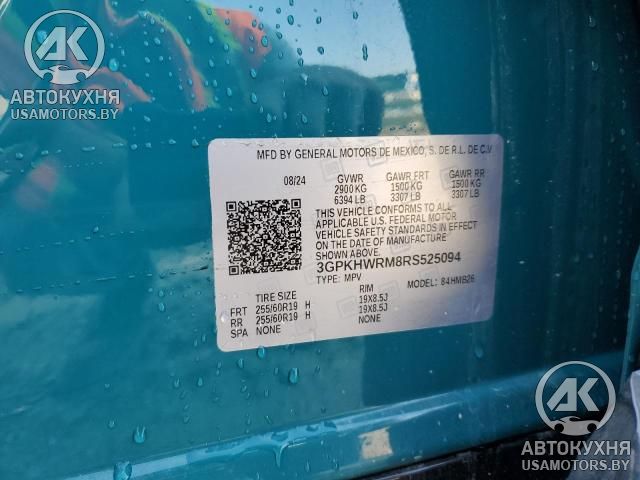 AK
АВТОКУХНЯ
USAMOTORS.BY
MFD BY GENERAL MOTORS DE MEXICO, S. DE R.L. DE C.V
08/24 GVWR GAWR FRT GAWR RR
2900 KG 1500 KG 1500 KG
6394 LB 3307 LB 3307 LB
THIS VEHICLE CONFORMS TO ALL
APPLICABLE U.S. FEDERAL MOTOR
VEHICLE SAFETY STANDARDS IN EFFECT ON
THE DATE OF MANUFACTURE SHOWN ABOVE.
3GPKHWRM8RS525094
TYPE: MPV MODEL: 84HMB26
TIRE SIZE RIM
FRT 255/60R19 H 19X8.5J
RR 255/60R19 H 19X8.5J
SPA NONE NONE
AK
АВТОКУХНЯ
USAMOTORS.BY